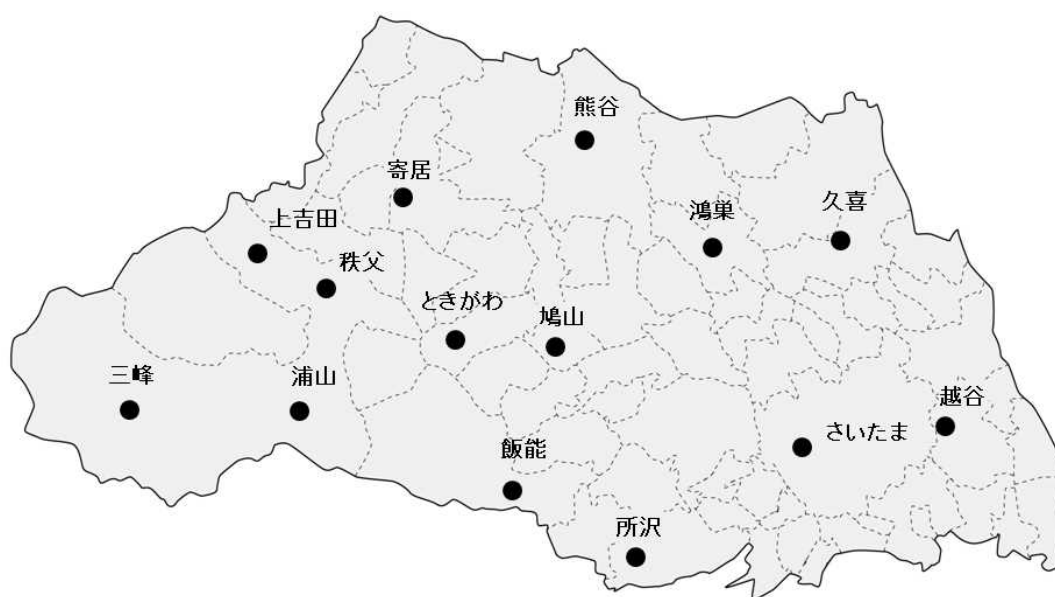 熊谷
寄居
鴻巣
久喜
上吉田
秩父
ときがわ
鳩山
三峰
浦山
越谷
さいたま
飯能
所沢